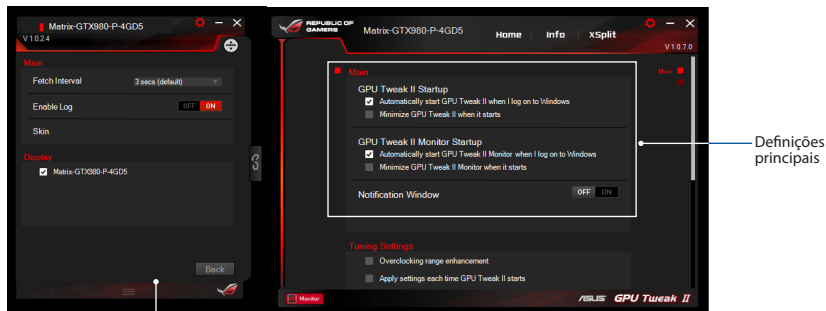 Matrix-GTX980-P-4GD5
V 1.0.2.4
Main
Fetch Interval
3 secs (default)
Enable Log
OFF ON
Skin
Display
Matrix-GTX980-P-4GD5
Back
REPUBLIC OF
GAMERS
Matrix-GTX980-P-4GD5
Home Info XSplit
V 1.0.7.0
Main
Main
GPU Tweak II Startup
Automatically start GPU Tweak II when I log on to Windows
Minimize GPU Tweak II when it starts
GPU Tweak II Monitor Startup
Automatically start GPU Tweak II Monitor when I log on to Windows
Minimize GPU Tweak II Monitor when it starts
Notification Window
OFF ON
Tuning Settings
Overclocking range enhancement
Apply settings each time GPU Tweak II starts
Monitor
ASUS GPU Tweak II
Definições
principais